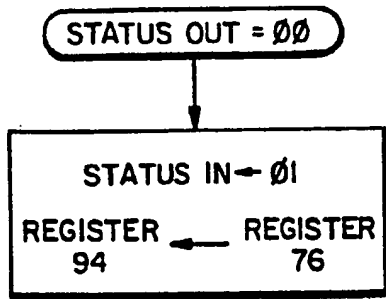 STATUS OUT = ØØ
STATUS IN ← Ø1
REGISTER ← REGISTER
94 76